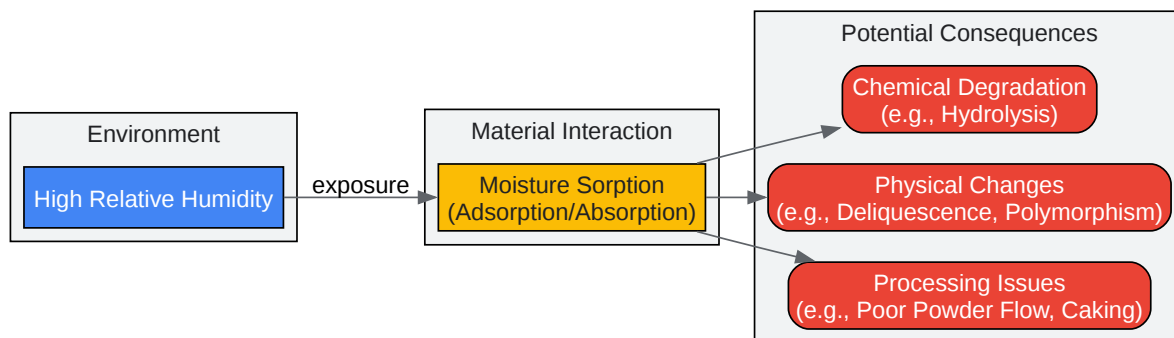 Environment
High Relative Humidity
exposure
Material Interaction
Moisture Sorption
(Adsorption/Absorption)
Potential Consequences
Chemical Degradation
(e.g., Hydrolysis)
Physical Changes
(e.g., Deliquescence, Polymorphism)
Processing Issues
(e.g., Poor Powder Flow, Caking)